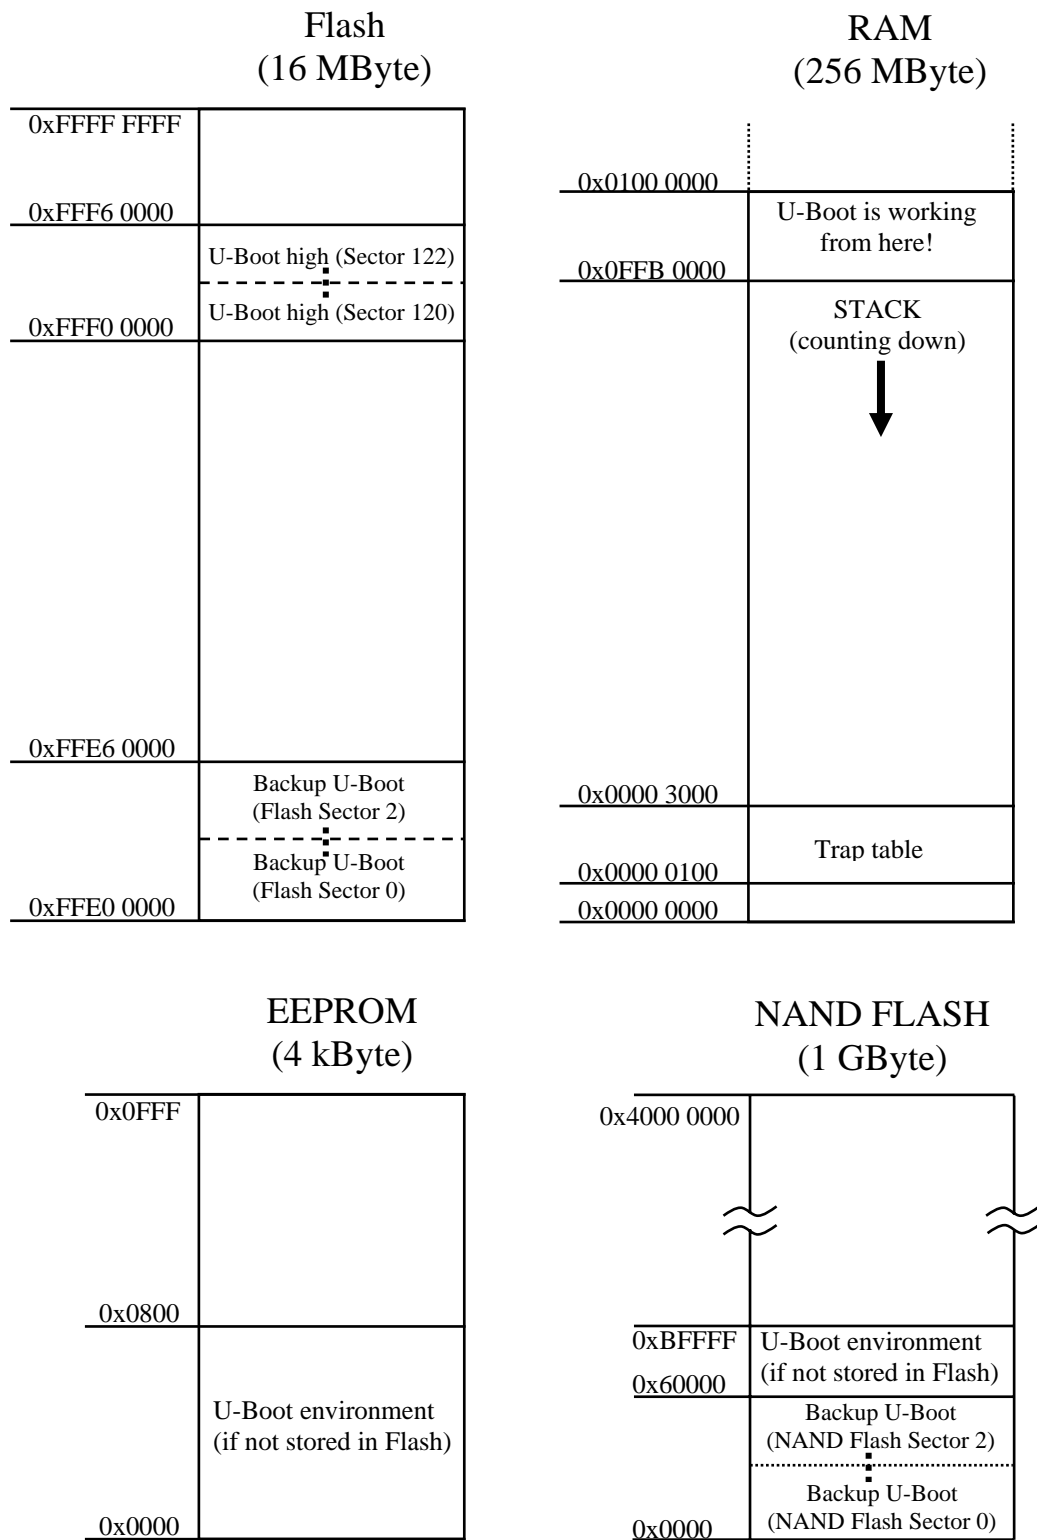 Flash
(16 MByte)
0xFFFF FFFF
0xFFF6 0000
U-Boot high (Sector 122)
U-Boot high (Sector 120)
0xFFF0 0000
0xFFE6 0000
Backup U-Boot
(Flash Sector 2)
Backup U-Boot
(Flash Sector 0)
0xFFE0 0000
RAM
(256 MByte)
0x0100 0000
U-Boot is working
from here!
0x0FFB 0000
STACK
(counting down)
0x0000 3000
Trap table
0x0000 0100
0x0000 0000
EEPROM
(4 kByte)
0x0FFF
0x0800
U-Boot environment
(if not stored in Flash)
0x0000
NAND FLASH
(1 GByte)
0x4000 0000
0xBFFFF
U-Boot environment
(if not stored in Flash)
0x60000
Backup U-Boot
(NAND Flash Sector 2)
Backup U-Boot
(NAND Flash Sector 0)
0x0000